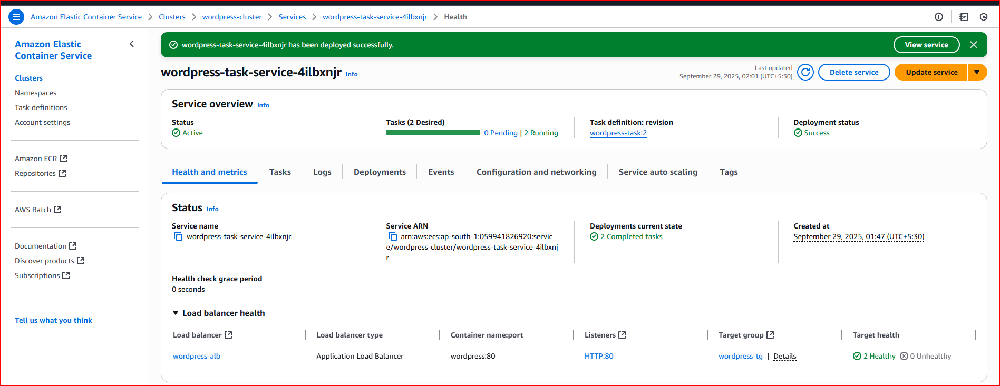 Amazon Elastic Container Service > Clusters > wordpress-cluster > Services > wordpress-task-service-4ilbxnjr > Health
Amazon Elastic
Container Service
Clusters
Namespaces
Task definitions
Account settings
Amazon ECR
Repositories
AWS Batch
Documentation
Discover products
Subscriptions
Tell us what you think
wordpress-task-service-4ilbxnjr has been deployed successfully.
View service
wordpress-task-service-4ilbxnjr Info
Last updated
September 29, 2025, 02:01 (UTC+5:30)
Delete service
Update service
Service overview Info
Status
Active
Tasks (2 Desired)
0 Pending | 2 Running
Task definition: revision
wordpress-task:2
Deployment status
Success
Health and metrics
Tasks
Logs
Deployments
Events
Configuration and networking
Service auto scaling
Tags
Status Info
Service name
wordpress-task-service-4ilbxnjr
Service ARN
arn:aws:ecs:ap-south-1:059941826920:servic
e/wordpress-cluster/wordpress-task-service-4ilbxnj
r
Deployments current state
2 Completed tasks
Created at
September 29, 2025, 01:47 (UTC+5:30)
Health check grace period
0 seconds
Load balancer health
Load balancer
Load balancer type
Container name:port
Listeners
Target group
Target health
wordpress-alb
Application Load Balancer
wordpress:80
HTTP:80
wordpress-tg | Details
2 Healthy 0 Unhealthy